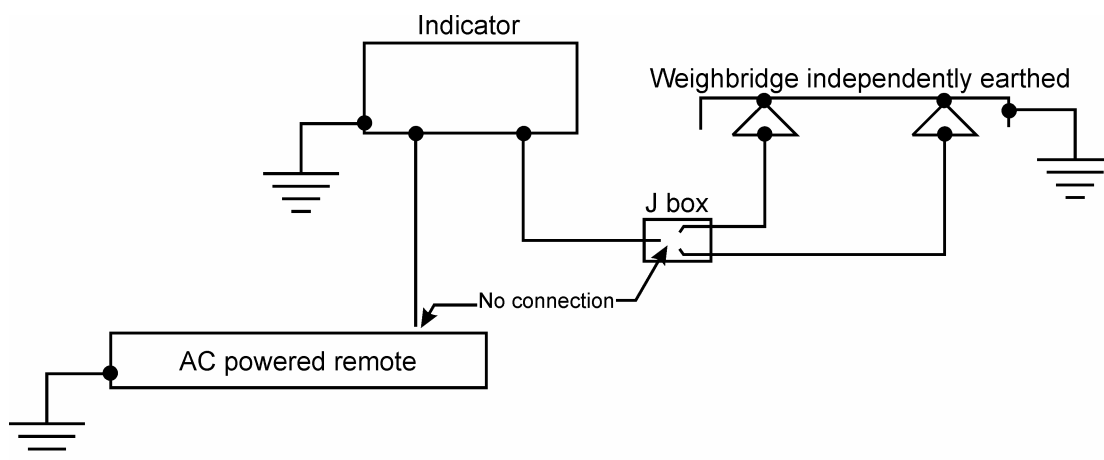 Indicator
Weighbridge independently earthed
J box
No connection
AC powered remote